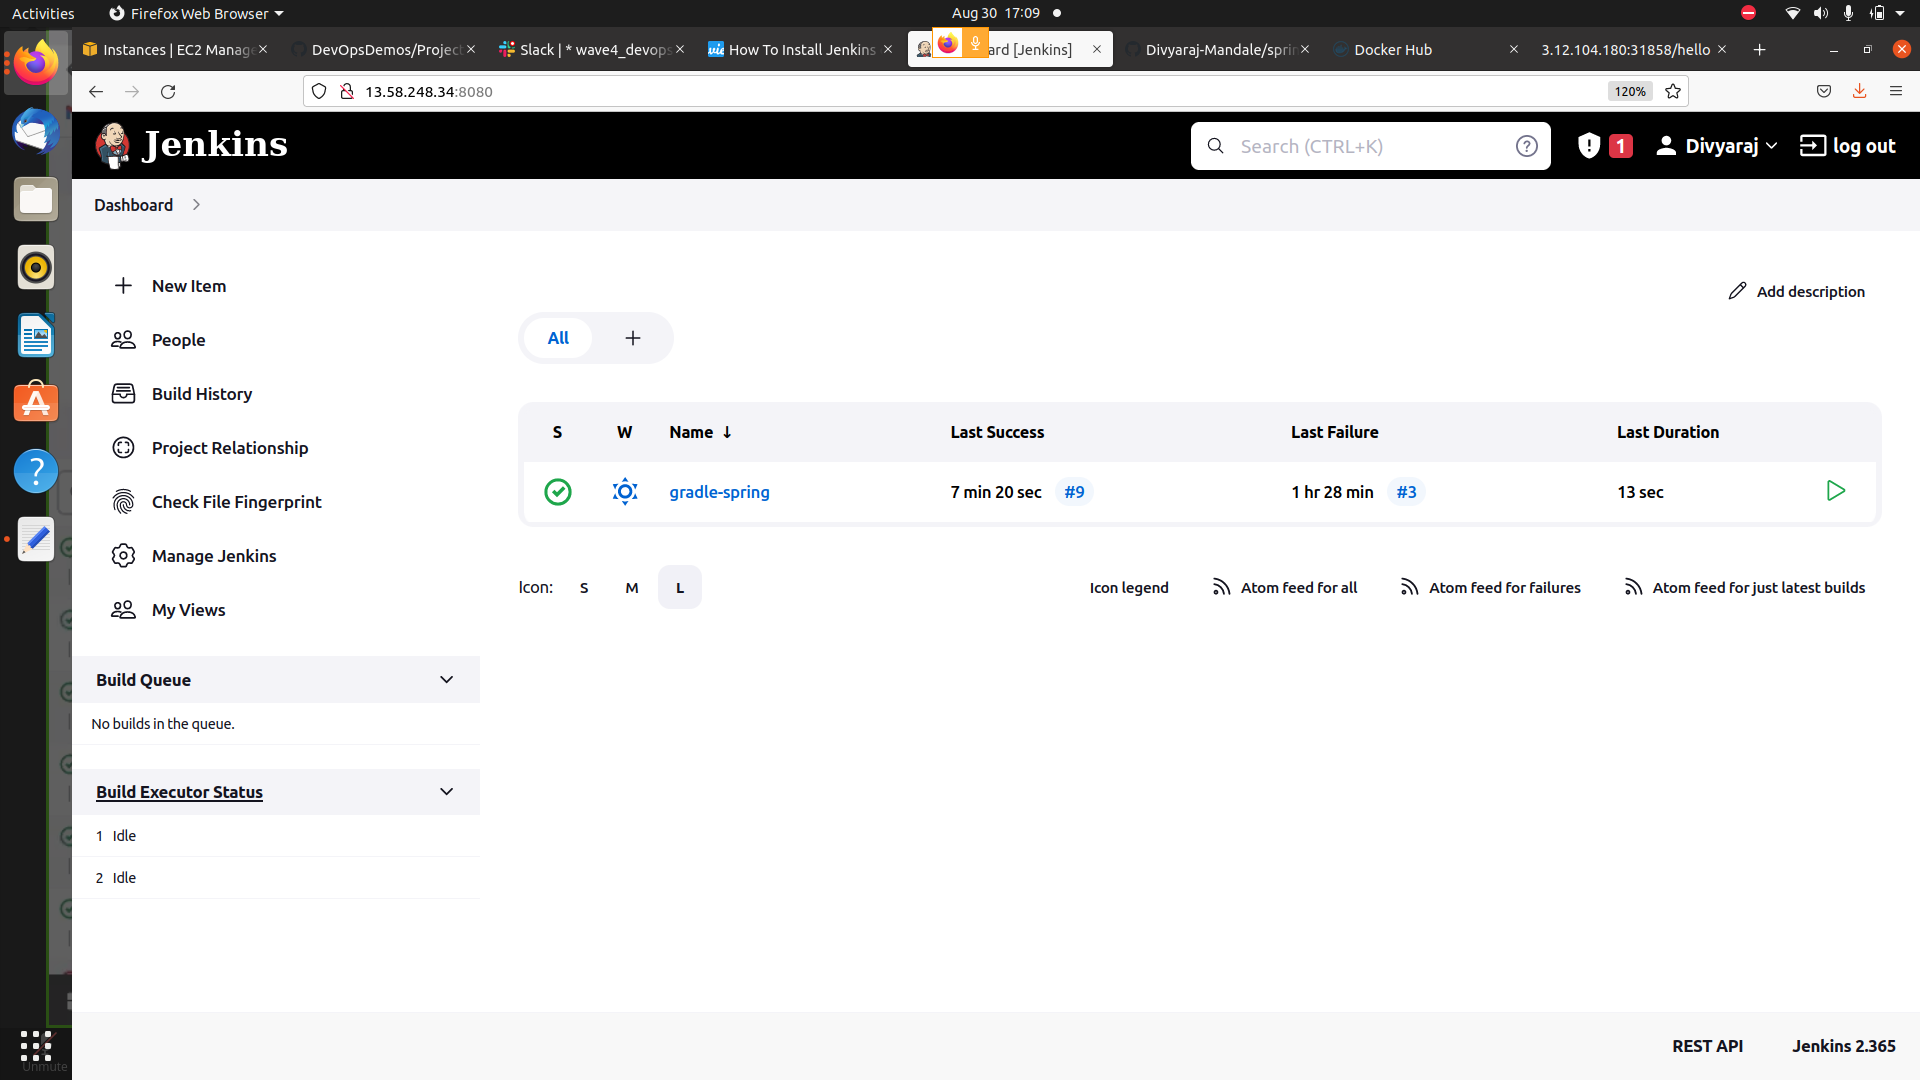 Activities
Firefox Web Browser
Aug 30 17:09
Instances | EC2 Manage
DevOpsDemos/Project
Slack | * wave4_devops
How To Install Jenkins
ard [Jenkins]
Divyaraj-Mandale/sprin
Docker Hub
3.12.104.180:31858/hello
13.58.248.34:8080
120%
Jenkins
Search (CTRL+K)
1
Divyaraj
log out
Dashboard
New Item
People
Build History
Project Relationship
Check File Fingerprint
Manage Jenkins
My Views
Build Queue
No builds in the queue.
Build Executor Status
1 Idle
2 Idle
Add description
All
S W Name ↓ Last Success Last Failure Last Duration
gradle-spring 7 min 20 sec #9 1 hr 28 min #3 13 sec
Icon: S M L
Icon legend
Atom feed for all
Atom feed for failures
Atom feed for just latest builds
REST API
Jenkins 2.365
Unmute